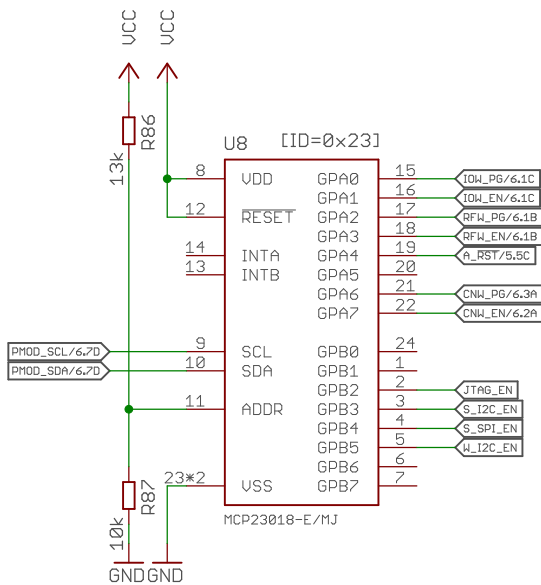 VCC VCC
R86
13k
U8 [ID=0x23]
8 VDD GPA0 15 IOW_PG/6.1C
GPA1 16 IOW_EN/6.1C
12 RESET GPA2 17 RFW_PG/6.1B
GPA3 18 RFW_EN/6.1B
14 INTA GPA4 19 A_RST/5.5C
13 INTB GPA5 20
GPA6 21 CNW_PG/6.3A
GPA7 22 CNW_EN/6.2A
PMOD_SCL/6.7D 9 SCL GPB0 24
PMOD_SDA/6.7D 10 SDA GPB1 1
GPB2 2 JTAG_EN
11 ADDR GPB3 3 S_I2C_EN
GPB4 4 S_SPI_EN
GPB5 5 W_I2C_EN
GPB6 6
23*2 VSS GPB7 7
R87
10k
MCP23018-E/MJ
GND GND